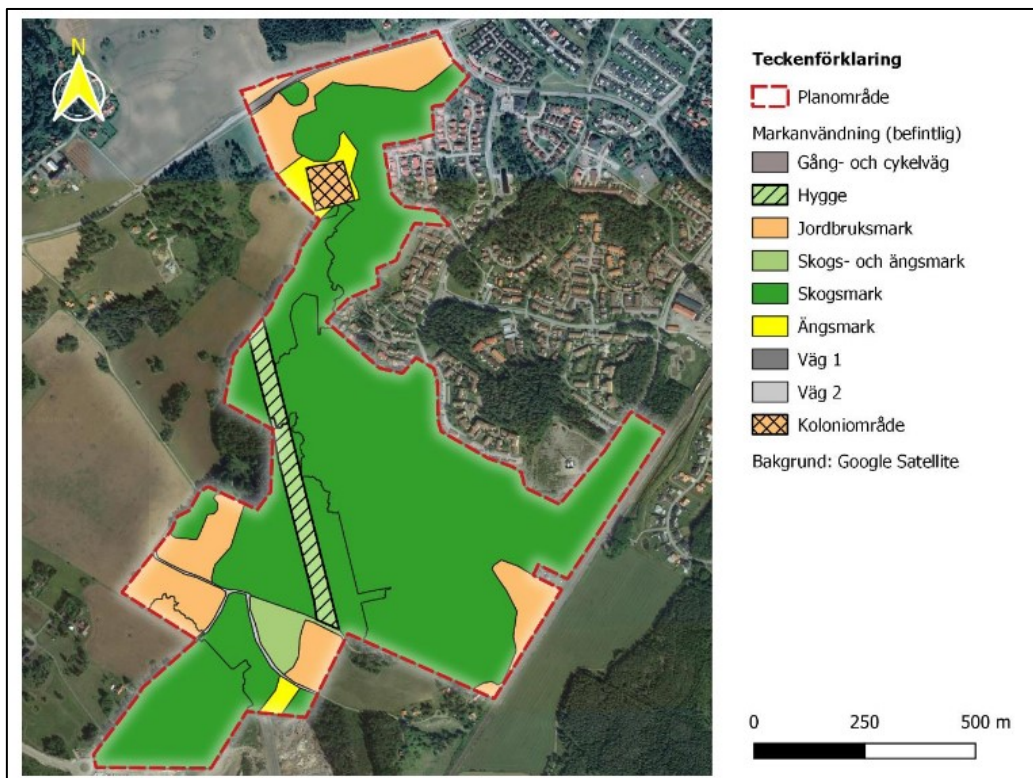 N
Teckenförklaring
Planområde
Markanvändning (befintlig)
Gång- och cykelväg
Hygge
Jordbruksmark
Skogs- och ängsmark
Skogsmark
Ängsmark
Väg 1
Väg 2
Koloniområde
Bakgrund: Google Satellite
0 250 500 m